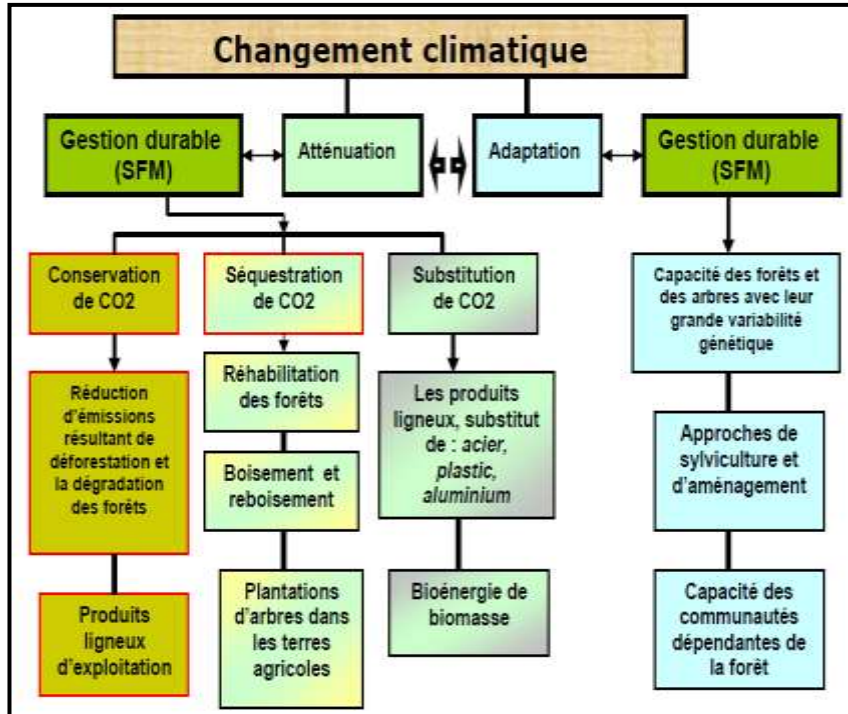 Changement climatique
Gestion durable
(SFM)
Atténuation
Adaptation
Gestion durable
(SFM)
Conservation
de CO2
Séquestration
de CO2
Substitution
de CO2
Capacité des forêts et
des arbres avec leur
grande variabilité
génétique
Réduction
d'émissions
résultant de
déforestation et
la dégradation
des forêts
Réhabilitation
des forêts
Les produits
ligneux, substitut
de : acier,
plastic,
aluminium
Approches de
sylviculture et
d'aménagement
Boisement et
reboisement
Produits
ligneux
d'exploitation
Plantations
d'arbres dans
les terres
agricoles
Bioénergie de
biomasse
Capacité des
communautés
dépendantes de
la forêt